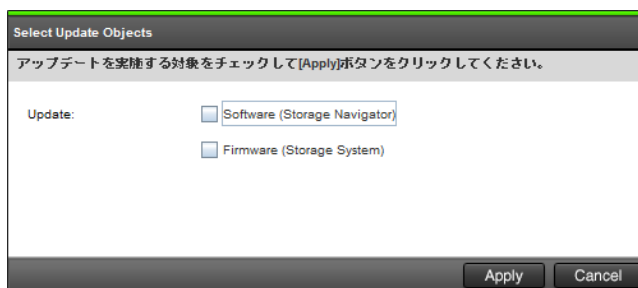 Select Update Objects
アップデートを実施する対象をチェックして[Apply]ボタンをクリックしてください。
Update:
Software (Storage Navigator)
Firmware (Storage System)
Apply Cancel